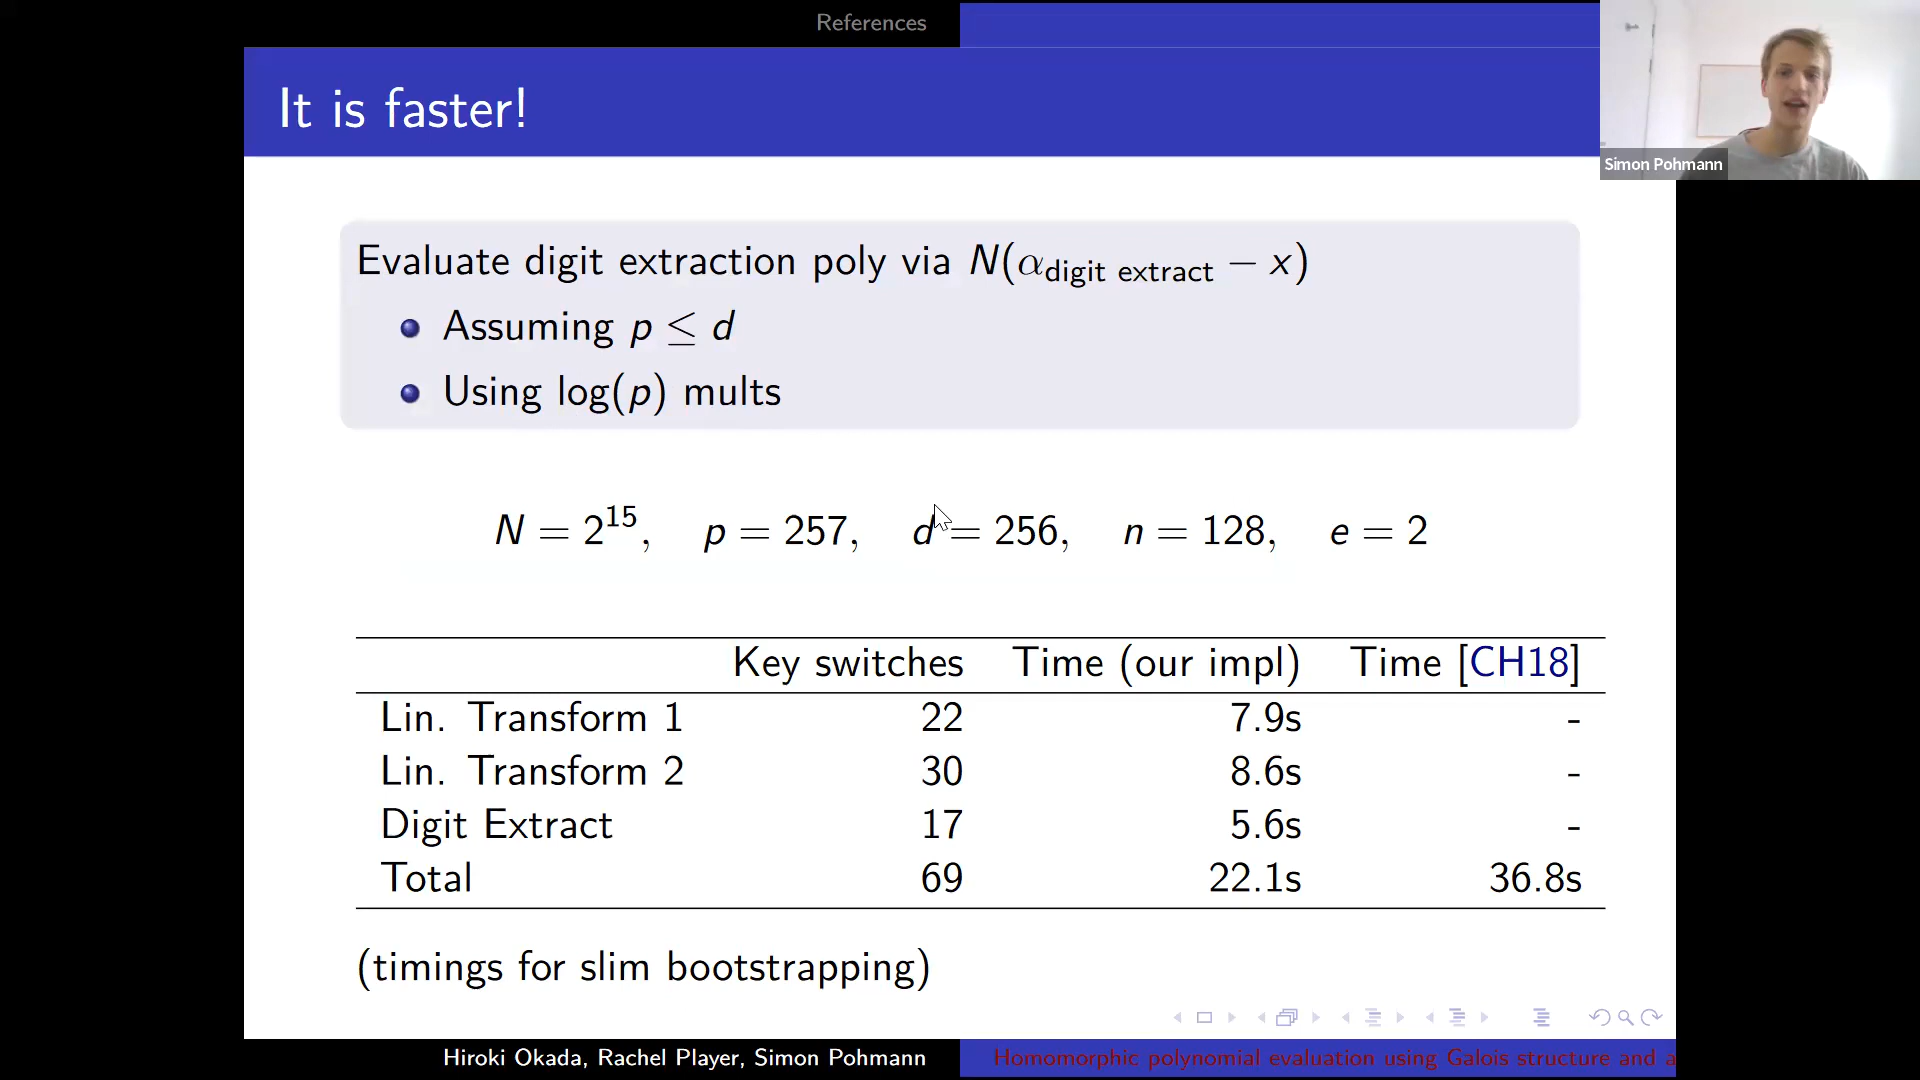 References
It is faster!
Simon Pohmann
Evaluate digit extraction poly via N(α_digit extract − x)
Assuming p ≤ d
Using log(p) mults
N = 2^15, p = 257, d = 256, n = 128, e = 2
Key switches Time (our impl) Time [CH18]
Lin. Transform 1 22 7.9s -
Lin. Transform 2 30 8.6s -
Digit Extract 17 5.6s -
Total 69 22.1s 36.8s
(timings for slim bootstrapping)
Hiroki Okada, Rachel Player, Simon Pohmann
Homomorphic polynomial evaluation using Galois structure and a